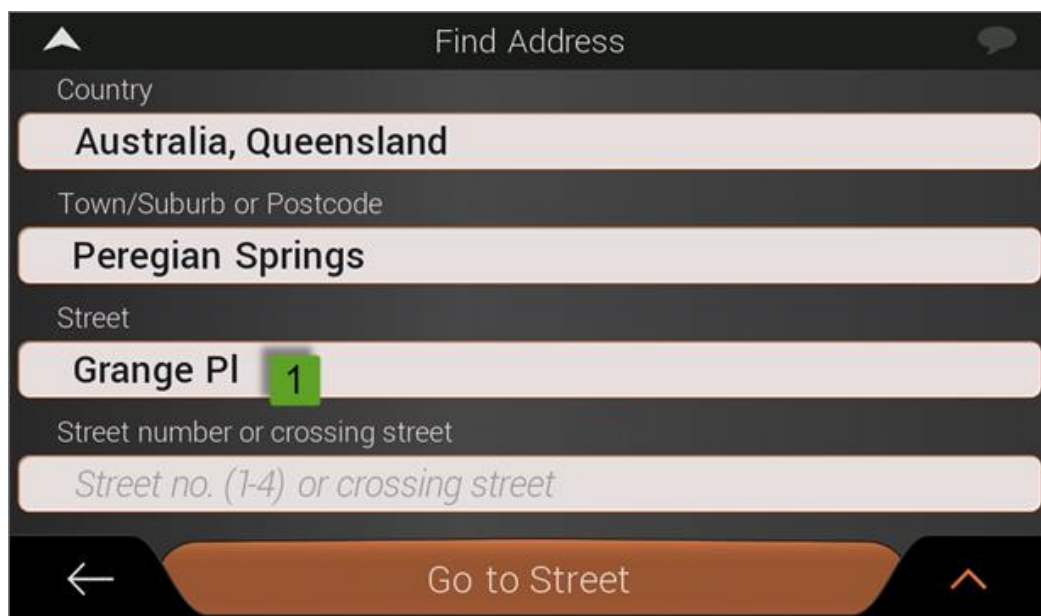 Find Address
Country
Australia, Queensland
Town/Suburb or Postcode
Peregian Springs
Street
Grange Pl 1
Street number or crossing street
Street no. (1-4) or crossing street
Go to Street